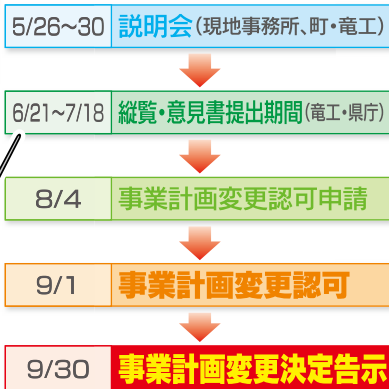 5/26～30 説明会(現地事務所、町・竜工)
6/21～7/18 縦覧・意見書提出期間(竜工・県庁)
8/4 事業計画変更認可申請
9/1 事業計画変更認可
9/30 事業計画変更決定告示